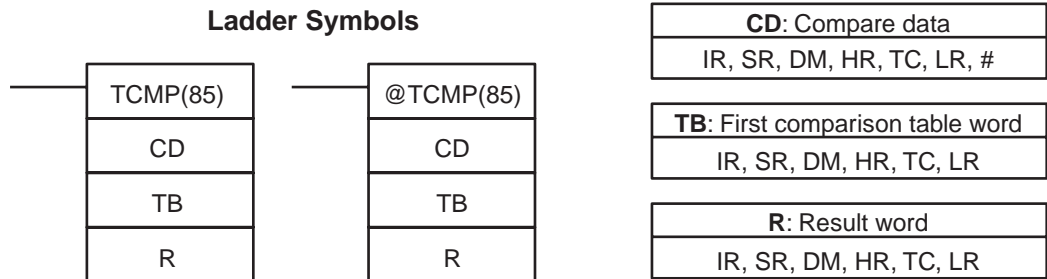 Ladder Symbols
TCMP(85)
CD
TB
R
@TCMP(85)
CD
TB
R
CD: Compare data
IR, SR, DM, HR, TC, LR, #
TB: First comparison table word
IR, SR, DM, HR, TC, LR
R: Result word
IR, SR, DM, HR, TC, LR